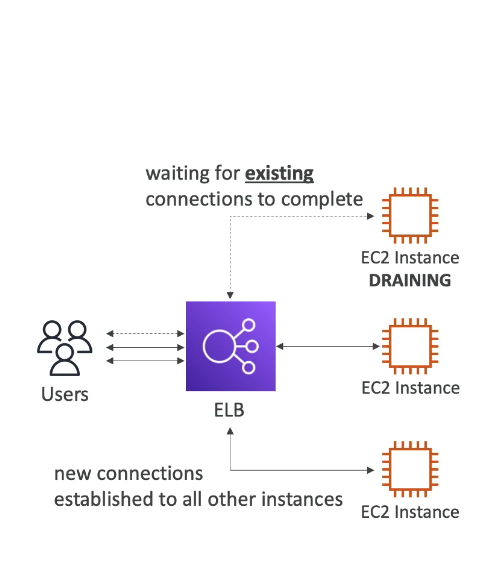 waiting for existing
connections to complete
EC2 Instance
DRAINING
Users
EC2 Instance
ELB
new connections
established to all other instances
EC2 Instance